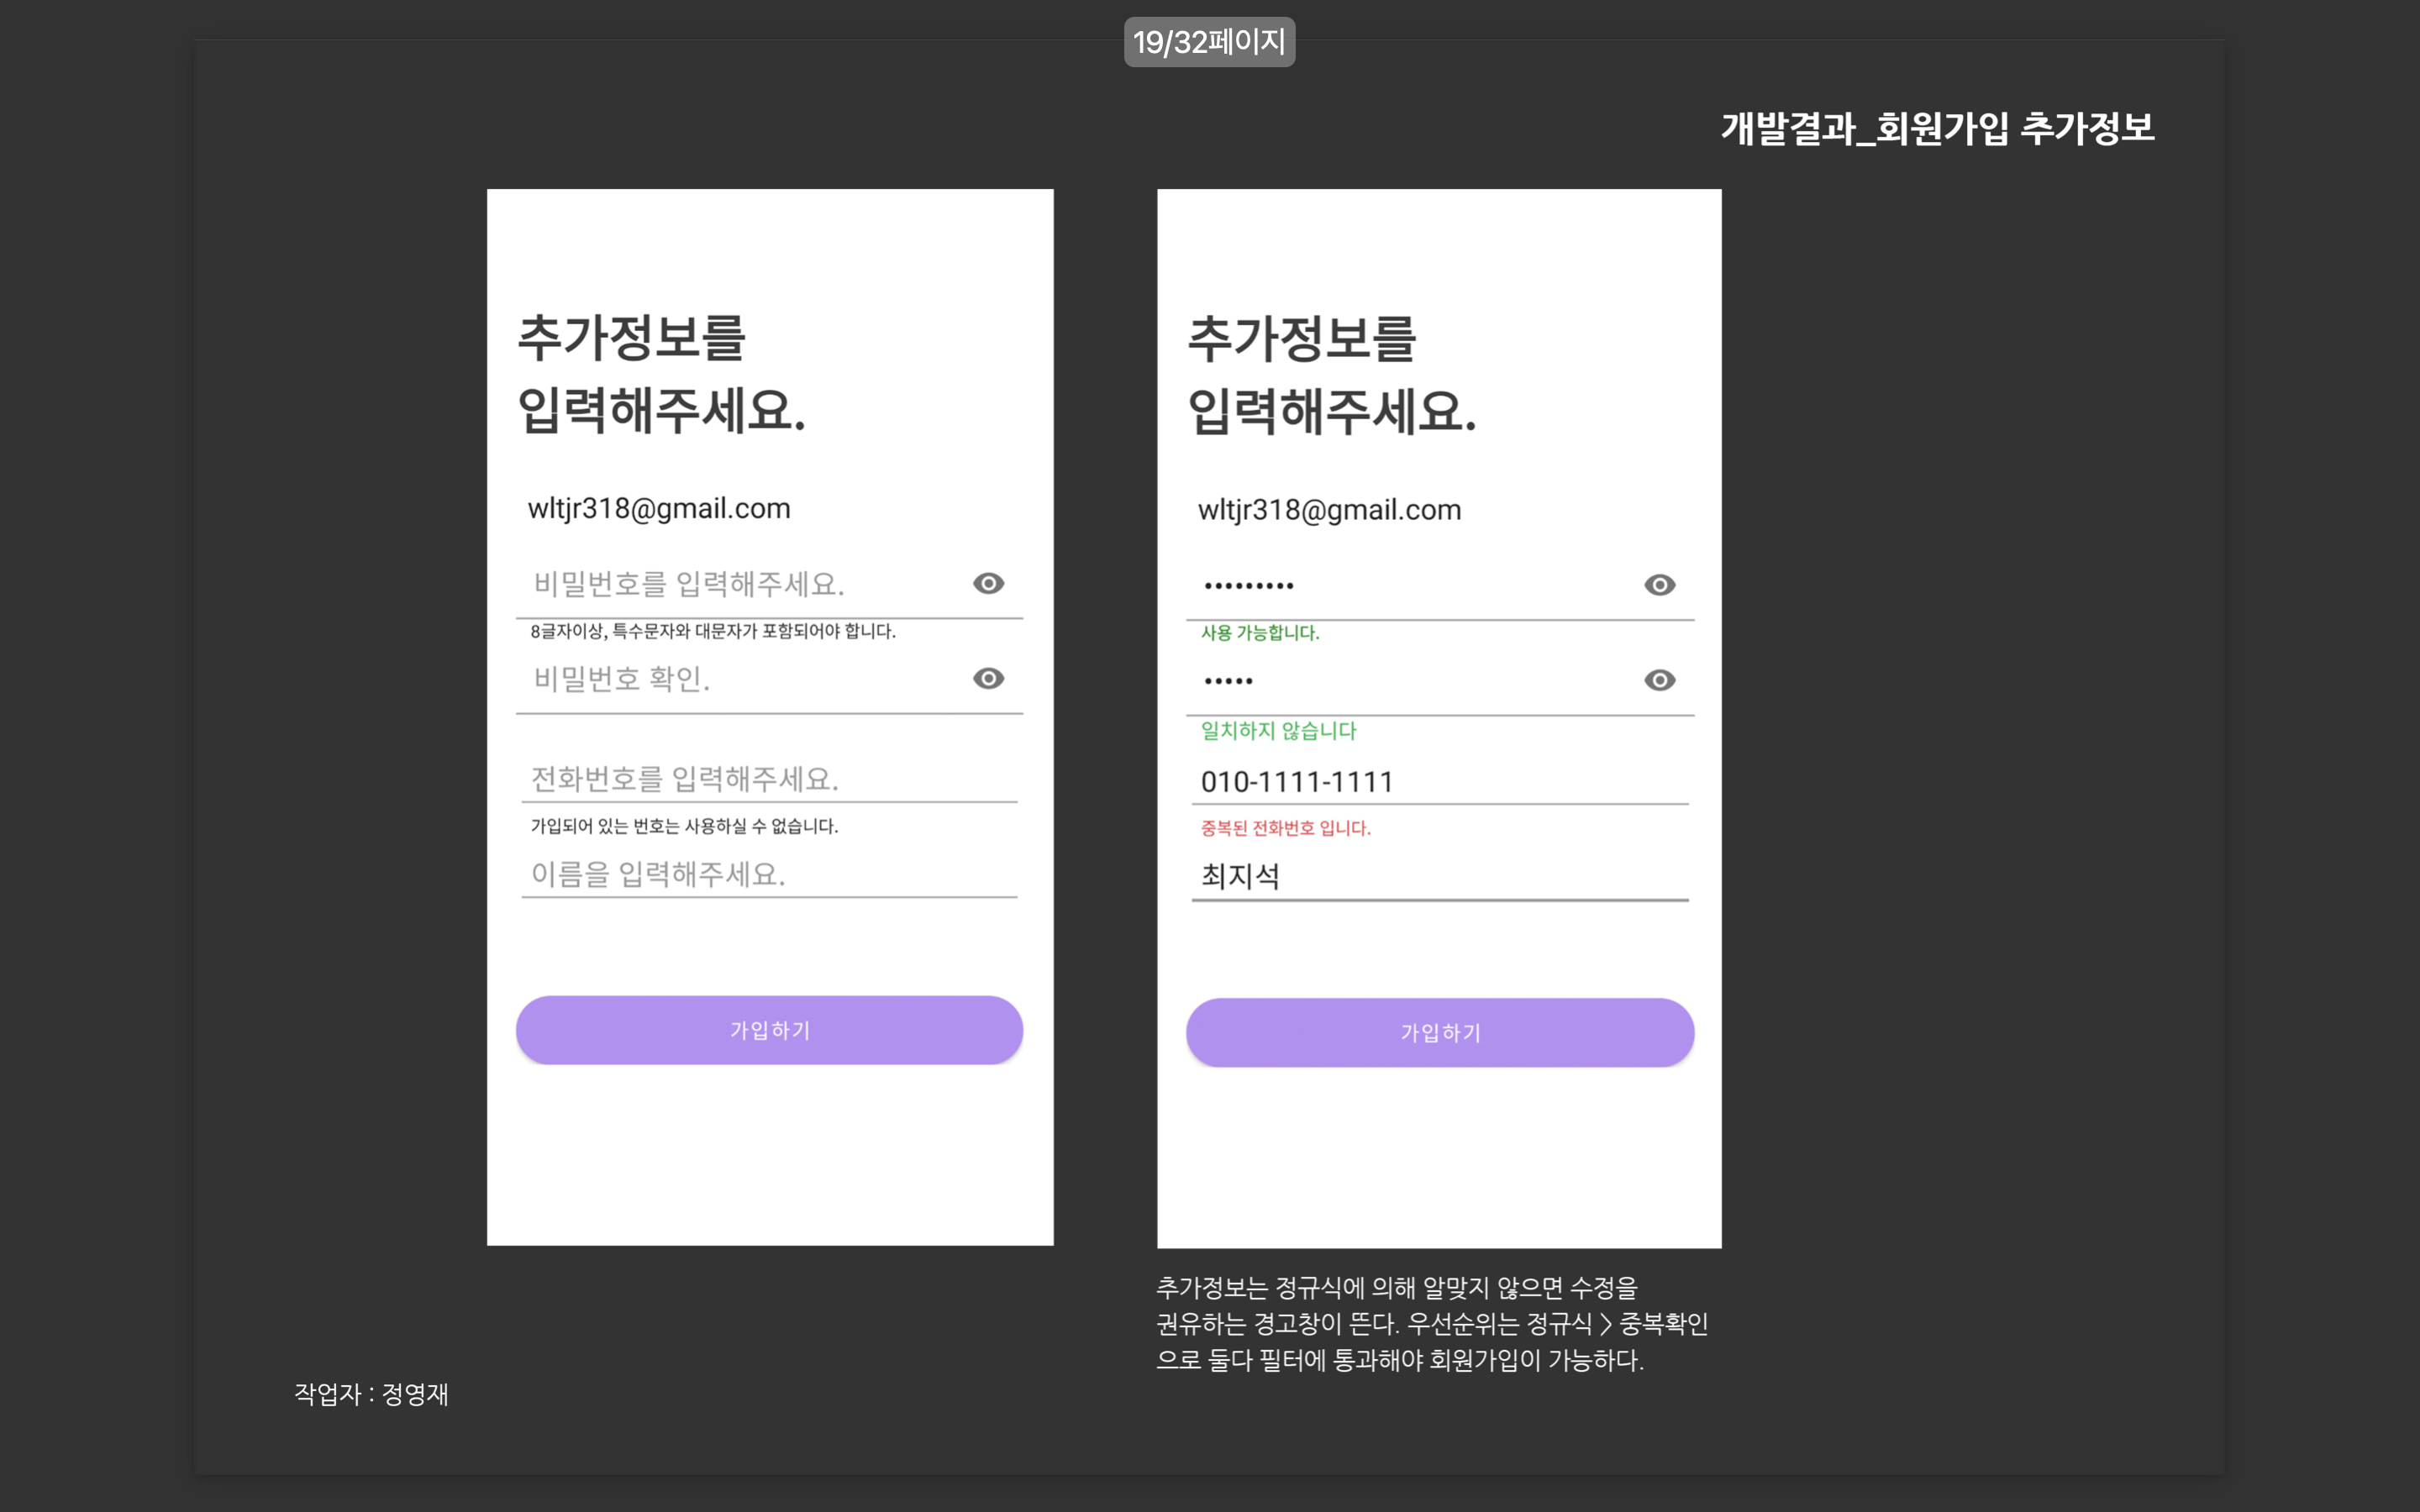 19/32페이지
개발결과_회원가입 추가정보
추가정보를
입력해주세요.
wltjr318@gmail.com
비밀번호를 입력해주세요.
8글자이상, 특수문자와 대문자가 포함되어야 합니다.
비밀번호 확인.
전화번호를 입력해주세요.
가입되어 있는 번호는 사용하실 수 없습니다.
이름을 입력해주세요.
가입하기
추가정보를
입력해주세요.
wltjr318@gmail.com
•••••••••
사용 가능합니다.
•••••
일치하지 않습니다
010-1111-1111
중복된 전화번호 입니다.
최지석
가입하기
추가정보는 정규식에 의해 알맞지 않으면 수정을
권유하는 경고창이 뜬다. 우선순위는 정규식 > 중복확인
으로 둘다 필터에 통과해야 회원가입이 가능하다.
작업자 : 정영재